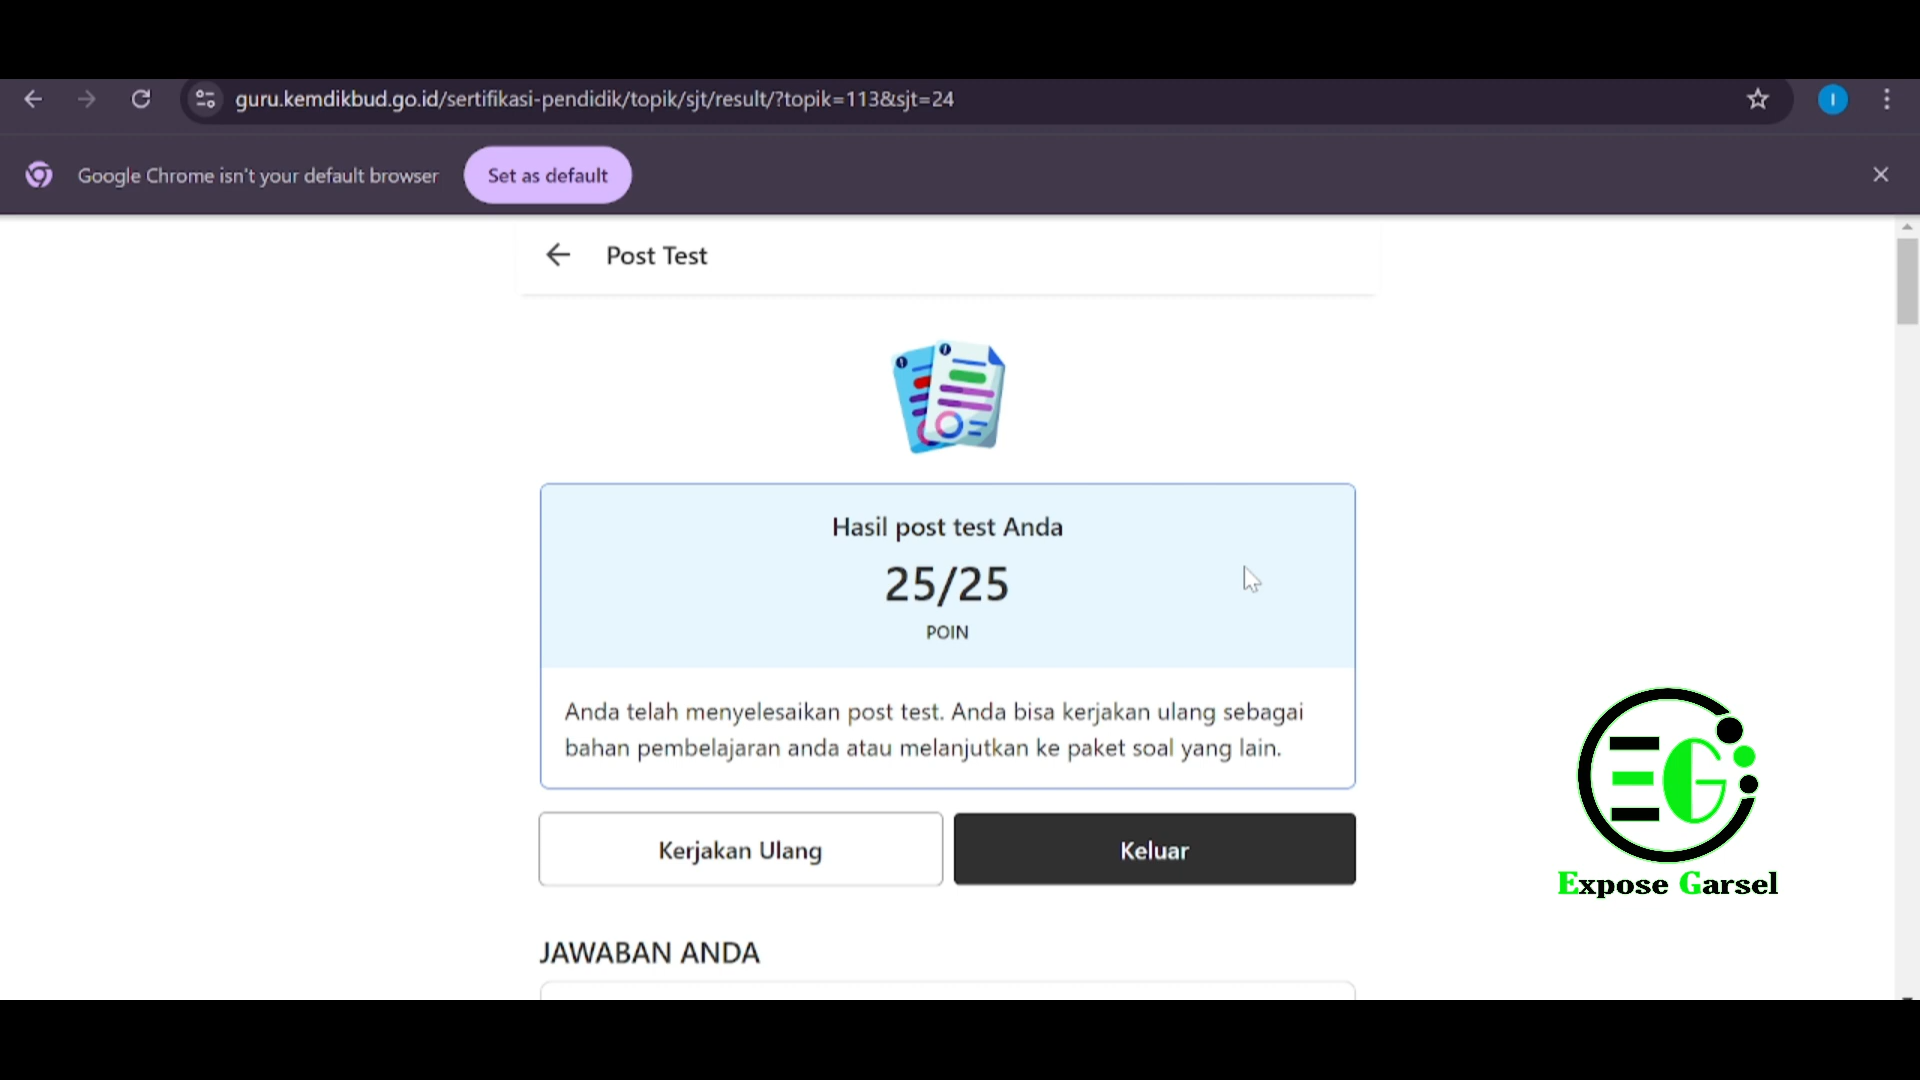 guru.kemdikbud.go.id/sertifikasi-pendidik/topik/sjt/result/?topik=113&sjt=24
I
Google Chrome isn't your default browser
Set as default
Post Test
Hasil post test Anda
25/25
POIN
Anda telah menyelesaikan post test. Anda bisa kerjakan ulang sebagai
bahan pembelajaran anda atau melanjutkan ke paket soal yang lain.
Kerjakan Ulang
Keluar
EG
Expose Garsel
JAWABAN ANDA